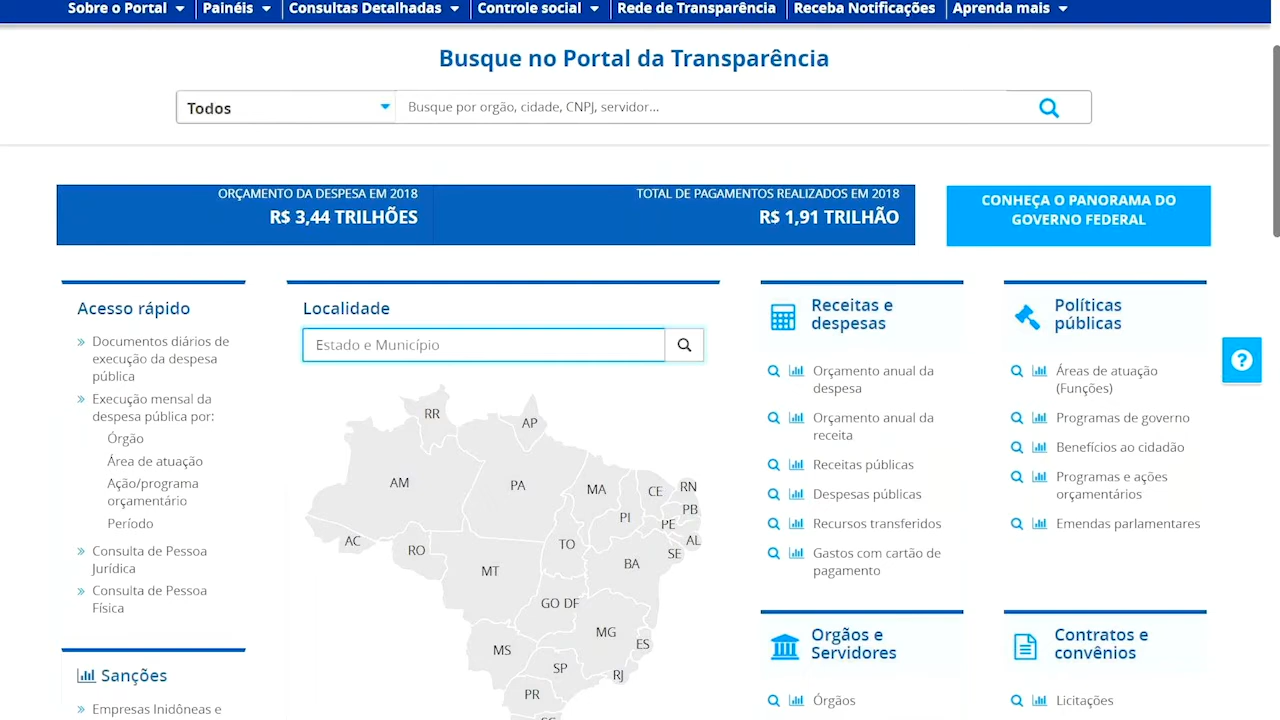 Sobre o Portal
Painéis
Consultas Detalhadas
Controle social
Rede de Transparência
Receba Notificações
Aprenda mais
Busque no Portal da Transparência
Todos
Busque por orgão, cidade, CNPJ, servidor...
ORÇAMENTO DA DESPESA EM 2018
R$ 3,44 TRILHÕES
TOTAL DE PAGAMENTOS REALIZADOS EM 2018
R$ 1,91 TRILHÃO
CONHEÇA O PANORAMA DO
GOVERNO FEDERAL
Acesso rápido
Documentos diários de
execução da despesa
pública
Execução mensal da
despesa pública por:
Órgão
Área de atuação
Ação/programa
orçamentário
Período
Consulta de Pessoa
Jurídica
Consulta de Pessoa
Física
Sanções
Empresas Inidôneas e
Localidade
Estado e Município
RR
AP
AM
PA
MA
CE
RN
PB
PI
PE
AL
SE
AC
RO
TO
BA
MT
GO DF
MG
ES
MS
SP
RJ
PR
Receitas e
despesas
Orçamento anual da
despesa
Orçamento anual da
receita
Receitas públicas
Despesas públicas
Recursos transferidos
Gastos com cartão de
pagamento
Orgãos e
Servidores
Órgãos
Políticas
públicas
Áreas de atuação
(Funções)
Programas de governo
Benefícios ao cidadão
Programas e ações
orçamentários
Emendas parlamentares
Contratos e
convênios
Licitações
?